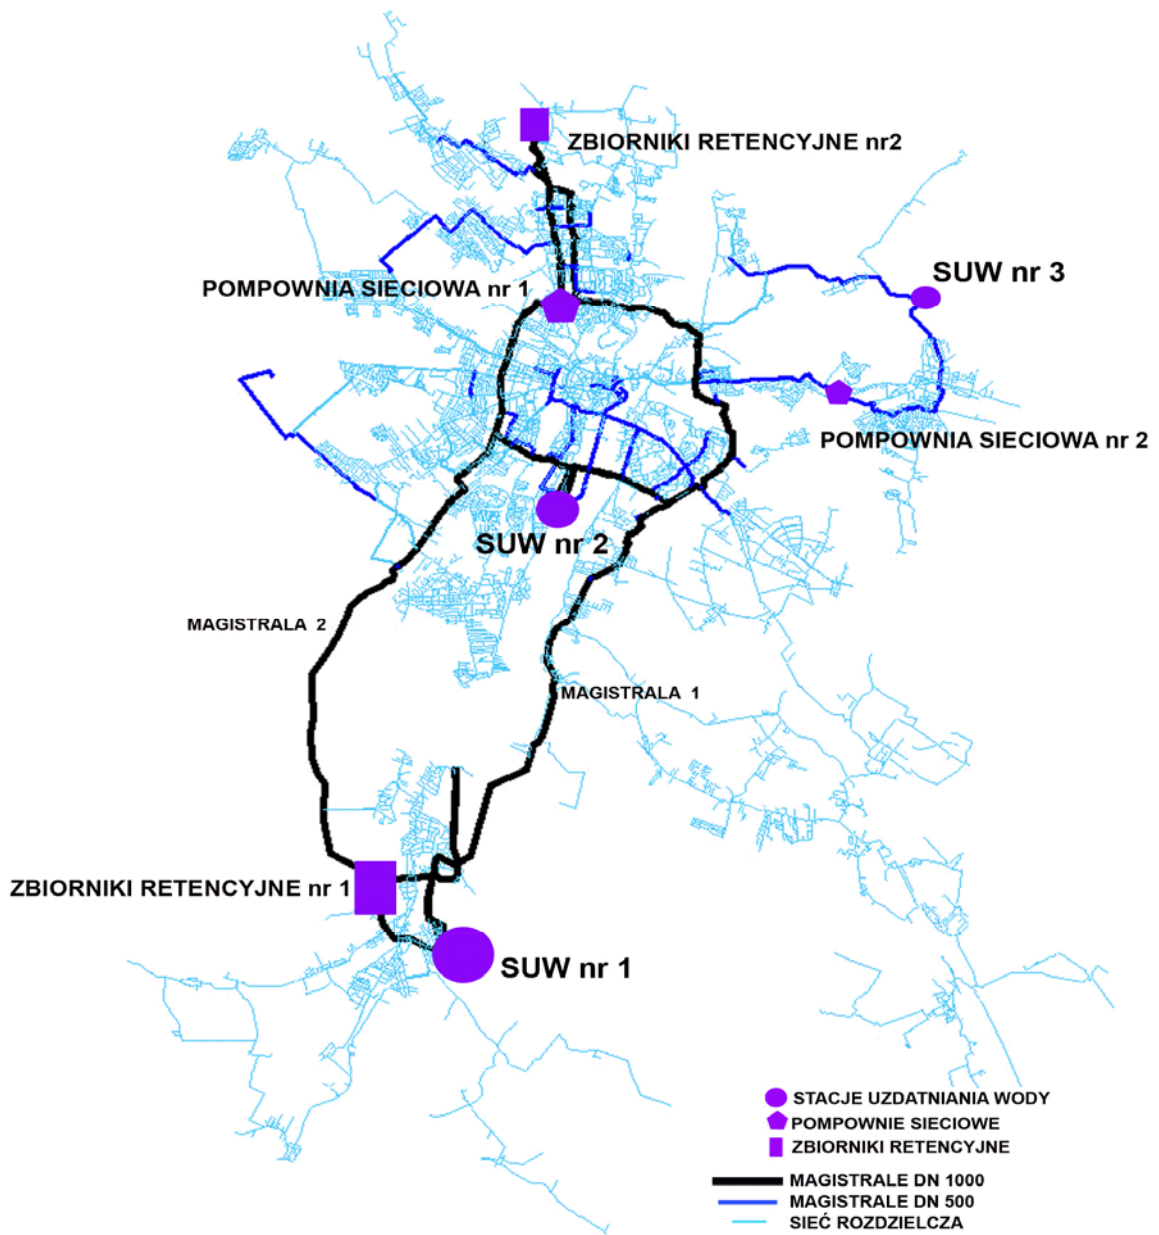 ZBIORNIKI RETENCYJNE nr2
SUW nr 3
POMPOWNIA SIECIOWA nr 1
POMPOWNIA SIECIOWA nr 2
SUW nr 2
MAGISTRALA 2
MAGISTRALA 1
ZBIORNIKI RETENCYJNE nr 1
SUW nr 1
STACJE UZDATNIANIA WODY
POMPOWNIE SIECIOWE
ZBIORNIKI RETENCYJNE
MAGISTRALE DN 1000
MAGISTRALE DN 500
SIEĆ ROZDZIELCZA